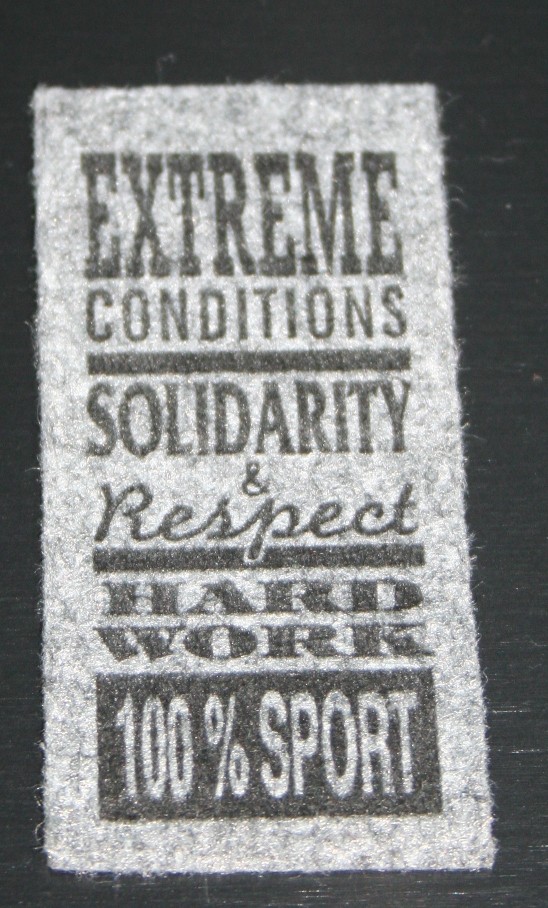 EXTREME
CONDITIONS
SOLIDARITY
&
Respect
HARD
WORK
100 % SPORT